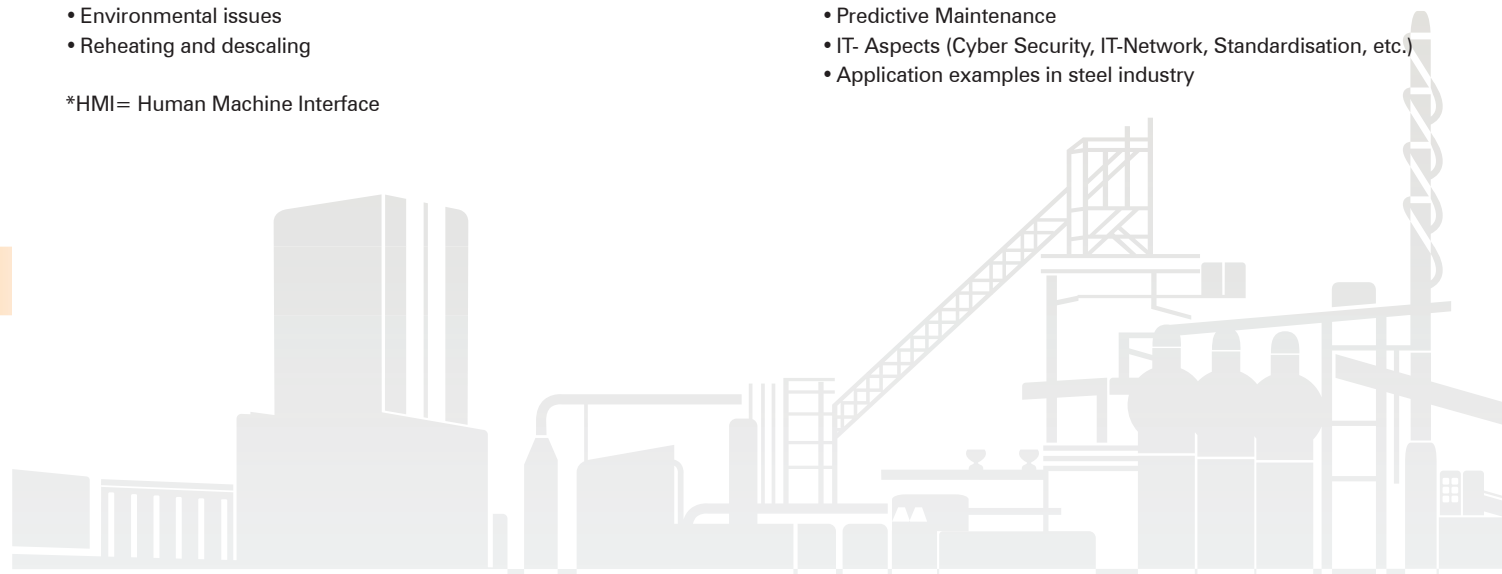 • Environmental issues
• Reheating and descaling
*HMI= Human Machine Interface
• Predictive Maintenance
• IT- Aspects (Cyber Security, IT-Network, Standardisation, etc.)
• Application examples in steel industry